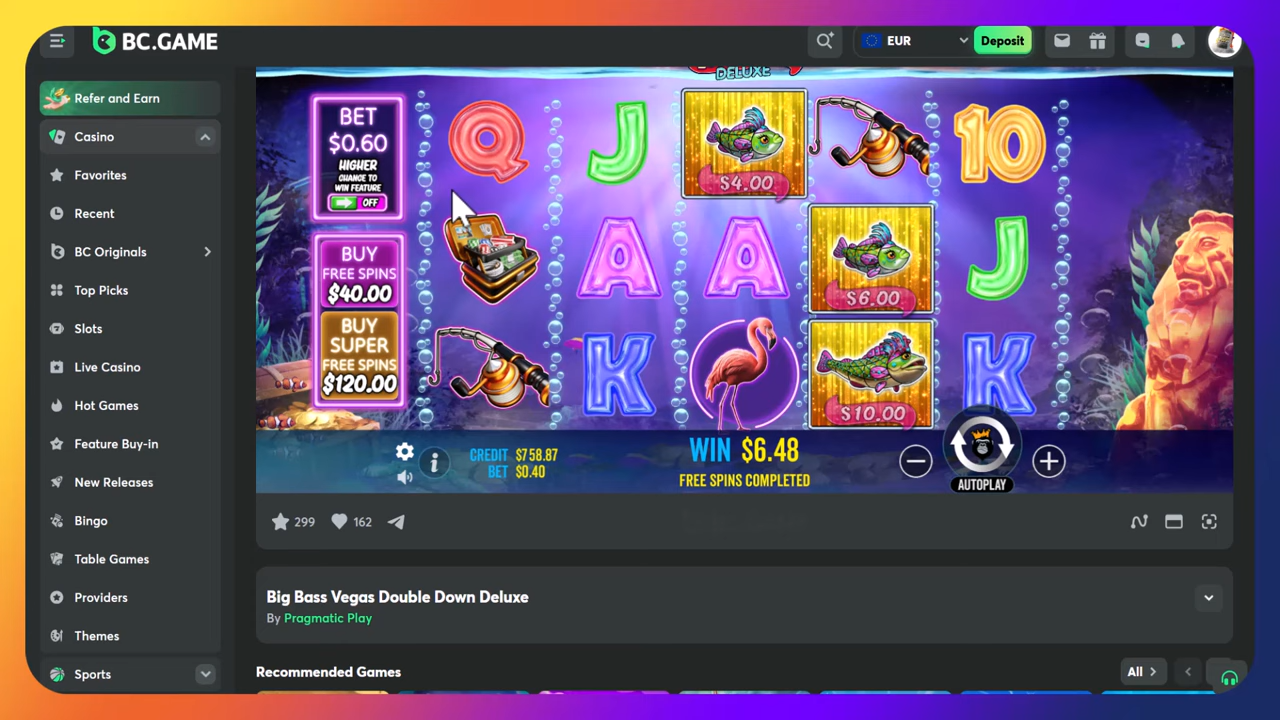 BC.GAME
EUR
Deposit
Refer and Earn
Casino
Favorites
Recent
BC Originals
Top Picks
Slots
Live Casino
Hot Games
Feature Buy-in
New Releases
Bingo
Table Games
Providers
Themes
Sports
DELUXE
BET
$0.60
HIGHER
CHANCE TO
WIN FEATURE
OFF
BUY
FREE SPINS
$40.00
BUY
SUPER
FREE SPINS
$120.00
Q
J
$4.00
10
A
A
$6.00
J
K
$10.00
K
CREDIT $758.87
BET $0.40
WIN $6.48
FREE SPINS COMPLETED
AUTOPLAY
299
162
Big Bass Vegas Double Down Deluxe
By Pragmatic Play
Recommended Games
All